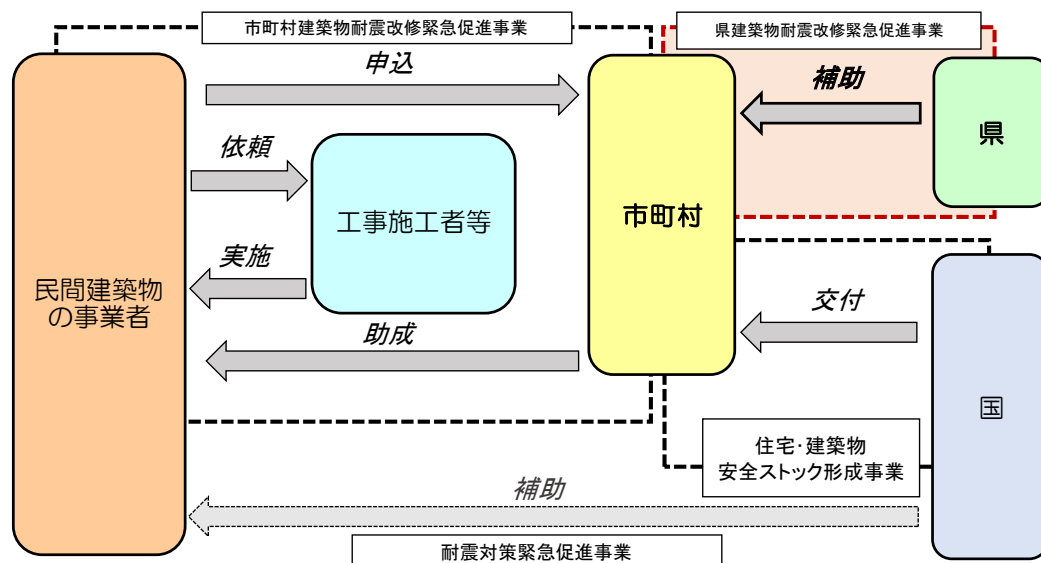 市町村建築物耐震改修緊急促進事業
県建築物耐震改修緊急促進事業
申込
補助
県
依頼
工事施工者等
市町村
実施
民間建築物
の事業者
助成
交付
国
住宅・建築物
安全ストック形成事業
補助
耐震対策緊急促進事業